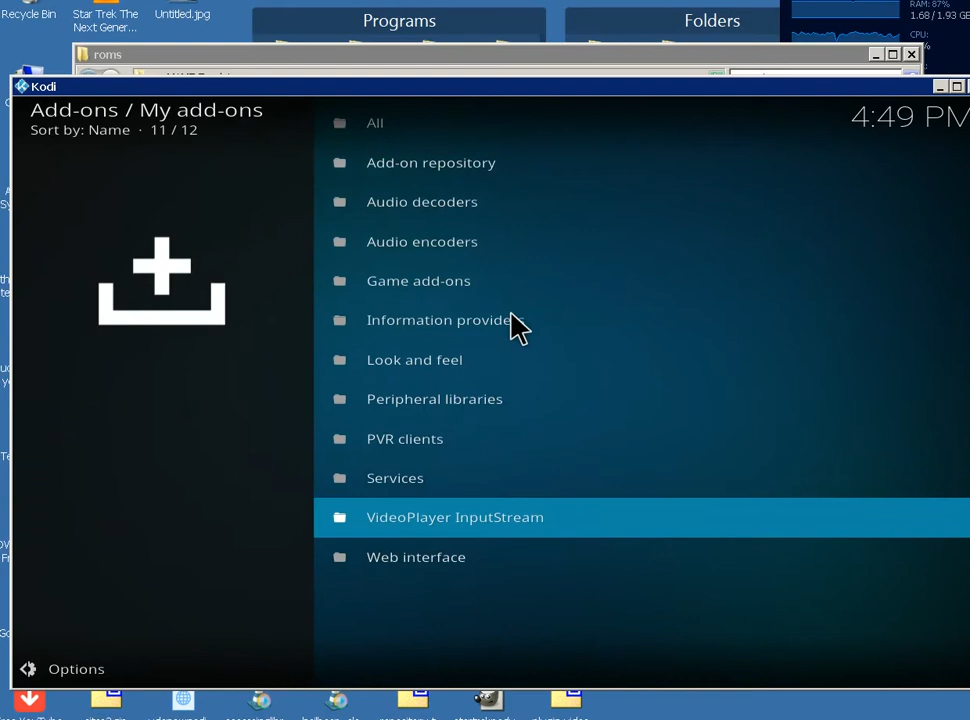 Recycle Bin
Star Trek The
Next Gener...
Untitled.jpg
Programs
Folders
RAM: 87%
1.68 / 1.93 GB
CPU:
roms
Kodi
Add-ons / My add-ons
Sort by: Name · 11 / 12
4:49 PM
All
Add-on repository
Audio decoders
Audio encoders
Game add-ons
Information provide
Look and feel
Peripheral libraries
PVR clients
Services
VideoPlayer InputStream
Web interface
Options